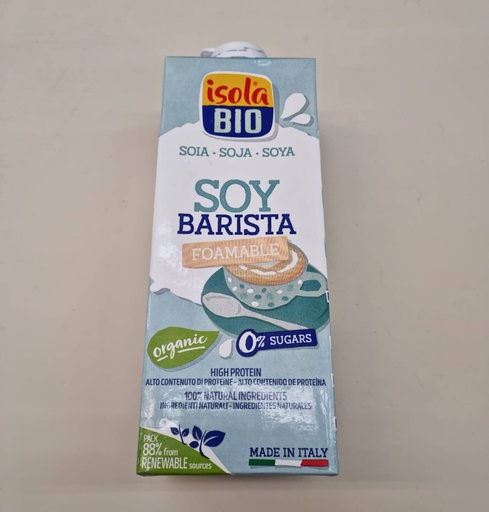 isola
BIO
SOIA · SOJA · SOYA
SOY
BARISTA
FOAMABLE
organic
0% SUGARS
HIGH PROTEIN
ALTO CONTENUTO DI PROTEINE - ALTO CONTENIDO DE PROTEÍNA
100% NATURAL INGREDIENTS
INGREDIENTI NATURALI - INGREDIENTES NATURALES
PACK
88% from
RENEWABLE sources
MADE IN ITALY